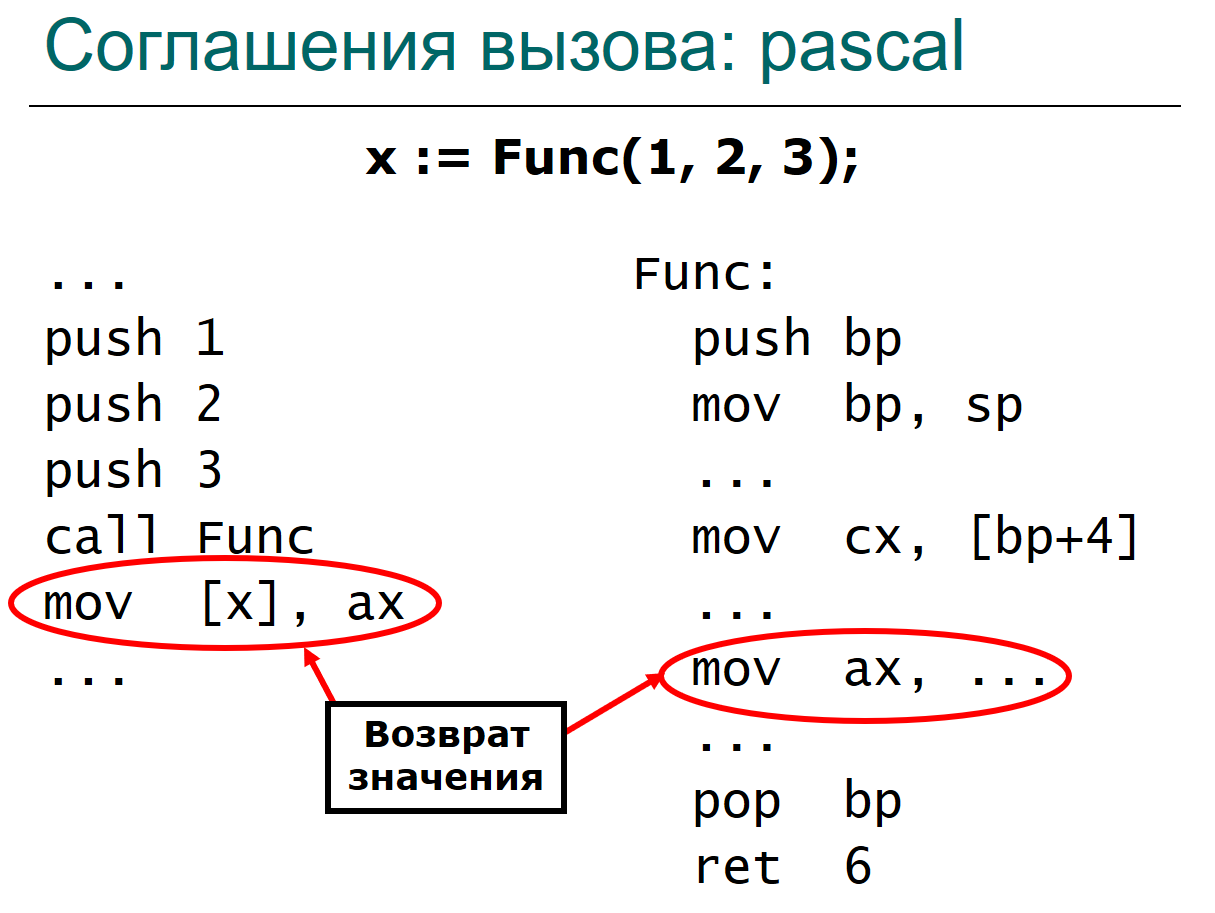 Соглашения вызова: pascal
x := Func(1, 2, 3);
...
push 1
push 2
push 3
call Func
mov [x], ax
...
Func:
push bp
mov bp, sp
...
mov cx, [bp+4]
...
mov ax, ...
...
pop bp
ret 6
Возврат
значения